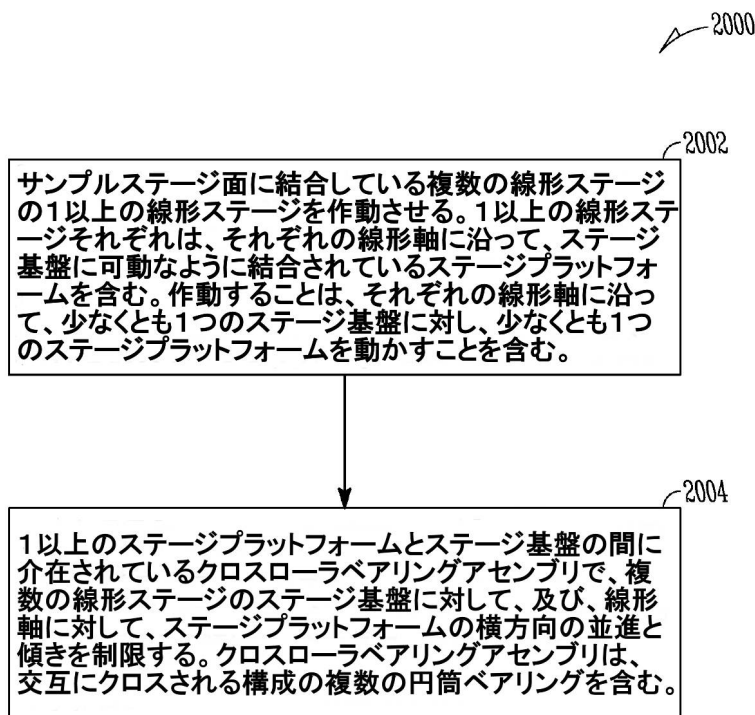 2000
2002
サンプルステージ面に結合している複数の線形ステージ
の1以上の線形ステージを作動させる。1以上の線形ステ
ージそれぞれは、それぞれの線形軸に沿って、ステージ
基盤に可動なように結合されているステージプラットフォ
ームを含む。作動することは、それぞれの線形軸に沿っ
て、少なくとも1つのステージ基盤に対し、少なくとも1つ
のステージプラットフォームを動かすことを含む。
2004
1以上のステージプラットフォームとステージ基盤の間に
介在されているクロスローラベアリングアセンブリで、複
数の線形ステージのステージ基盤に対して、及び、線形
軸に対して、ステージプラットフォームの横方向の並進と
傾きを制限する。クロスローラベアリングアセンブリは、
交互にクロスされる構成の複数の円筒ベアリングを含む。